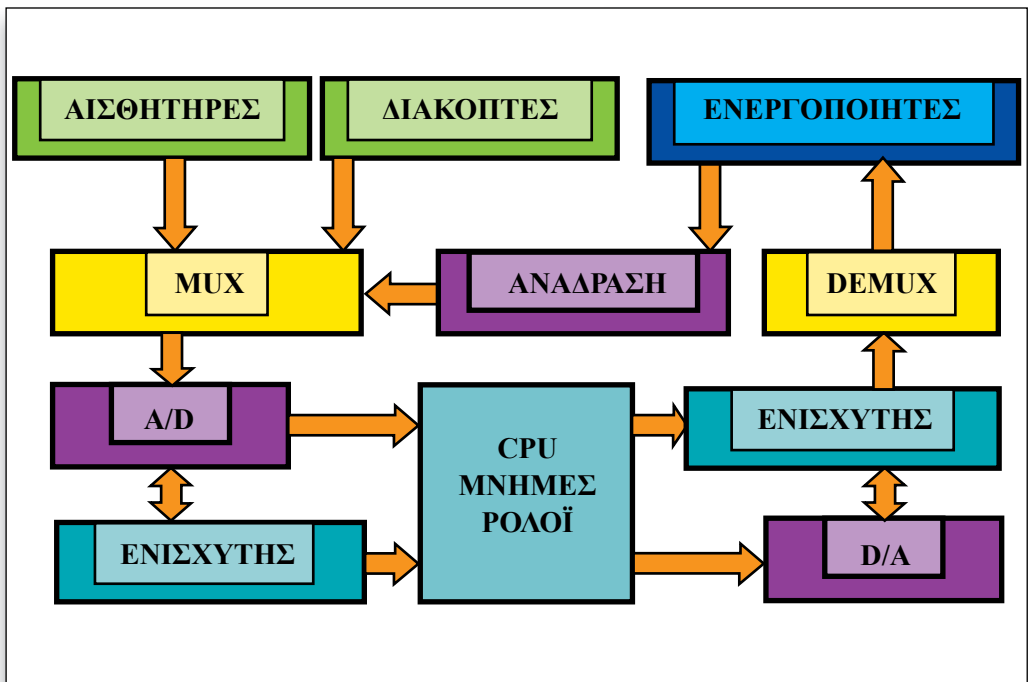 ΑΙΣΘΗΤΗΡΕΣ
ΔΙΑΚΟΠΤΕΣ
ΕΝΕΡΓΟΠΟΙΗΤΕΣ
MUX
ΑΝΑΔΡΑΣΗ
DEMUX
A/D
CPU
ΜΝΗΜΕΣ
ΡΟΛΟΪ
ΕΝΙΣΧΥΤΗΣ
ΕΝΙΣΧΥΤΗΣ
D/A